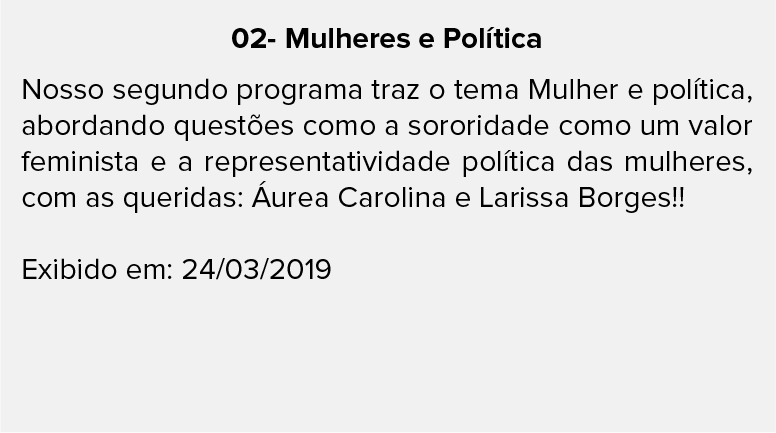 02- Mulheres e Política
Nosso segundo programa traz o tema Mulher e política,
abordando questões como a sororidade como um valor
feminista e a representatividade política das mulheres,
com as queridas: Áurea Carolina e Larissa Borges!!
Exibido em: 24/03/2019